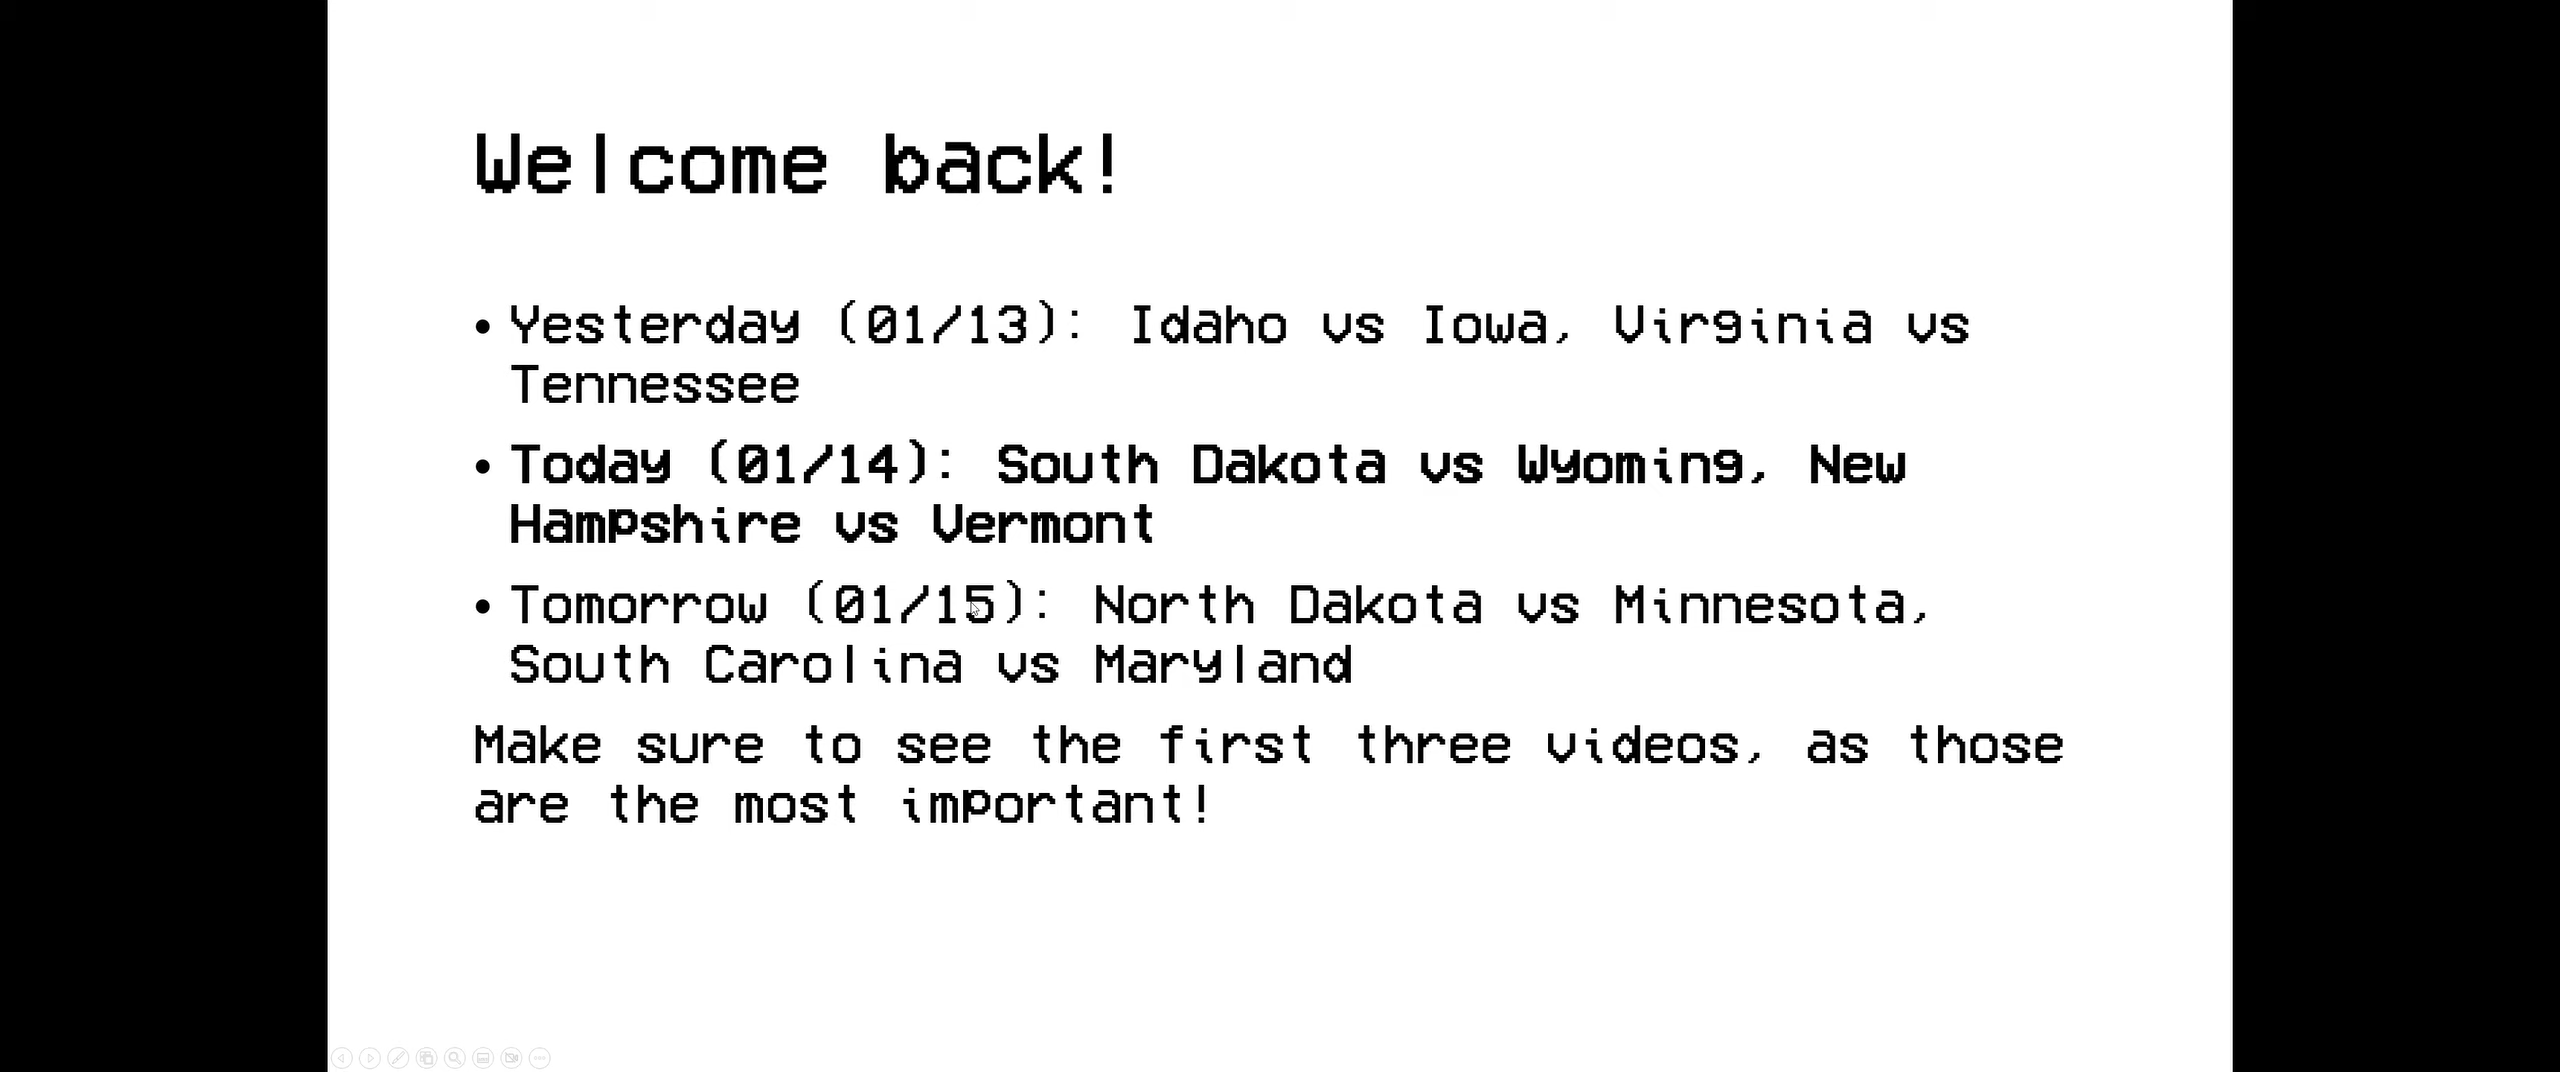 Welcome back!
• Yesterday (01/13): Idaho vs Iowa, Virginia vs
Tennessee
• Today (01/14): South Dakota vs Wyoming, New
Hampshire vs Vermont
• Tomorrow (01/15): North Dakota vs Minnesota,
South Carolina vs Maryland
Make sure to see the first three videos, as those
are the most important!